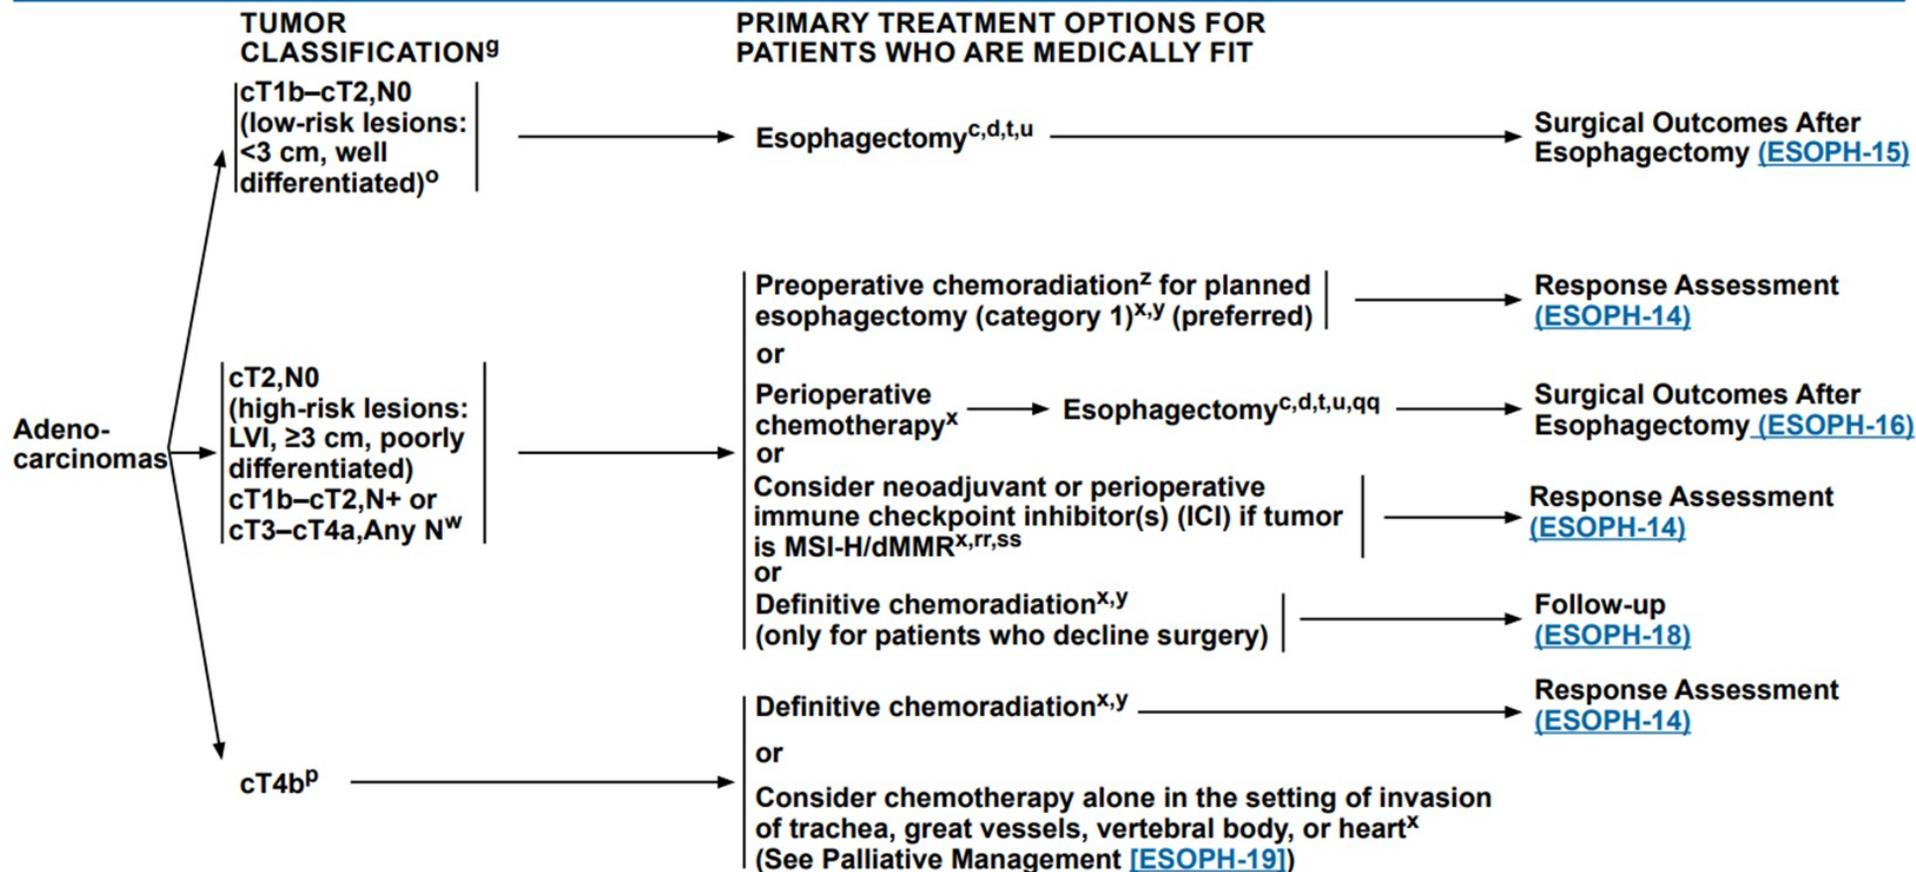 TUMOR
CLASSIFICATIONg
PRIMARY TREATMENT OPTIONS FOR
PATIENTS WHO ARE MEDICALLY FIT
Adeno-
carcinomas
cT1b–cT2,N0
(low-risk lesions:
<3 cm, well
differentiated)o
Esophagectomyc,d,t,u
Surgical Outcomes After
Esophagectomy (ESOPH-15)
cT2,N0
(high-risk lesions:
LVI, ≥3 cm, poorly
differentiated)
cT1b–cT2,N+ or
cT3–cT4a,Any Nw
Preoperative chemoradiationz for planned
esophagectomy (category 1)x,y (preferred)
Response Assessment
(ESOPH-14)
or
Perioperative
chemotherapyx
Esophagectomyc,d,t,u,qq
Surgical Outcomes After
Esophagectomy (ESOPH-16)
or
Consider neoadjuvant or perioperative
immune checkpoint inhibitor(s) (ICI) if tumor
is MSI-H/dMMRx,rr,ss
Response Assessment
(ESOPH-14)
or
Definitive chemoradiationx,y
(only for patients who decline surgery)
Follow-up
(ESOPH-18)
cT4bp
Definitive chemoradiationx,y
Response Assessment
(ESOPH-14)
or
Consider chemotherapy alone in the setting of invasion
of trachea, great vessels, vertebral body, or heartx
(See Palliative Management [ESOPH-19])